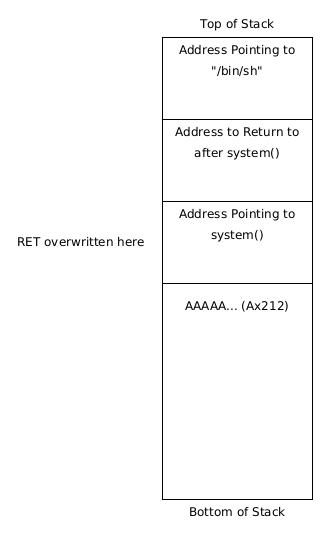 Top of Stack
Address Pointing to
"/bin/sh"
Address to Return to
after system()
Address Pointing to
system()
RET overwritten here
AAAAA... (Ax212)
Bottom of Stack